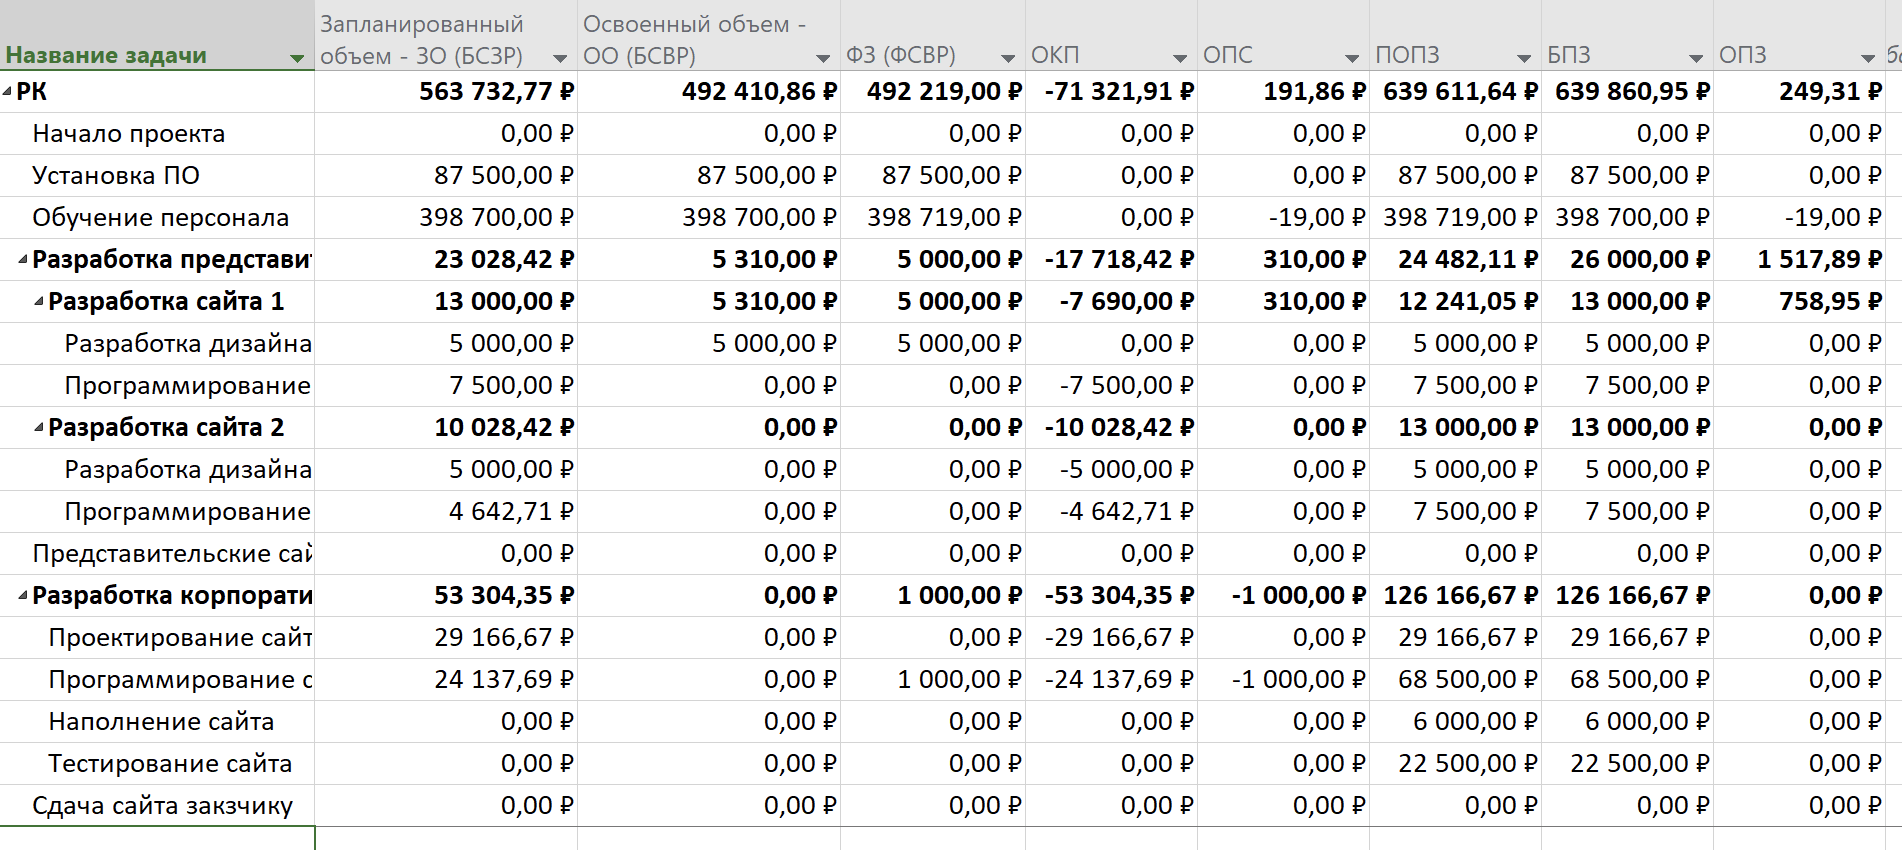 Название задачи Запланированный объем - ЗО (БСЗР) Освоенный объем - ОО (БСВР) ФЗ (ФСВР) ОКП ОПС ПОПЗ БПЗ ОПЗ
РК 563 732,77 ₽ 492 410,86 ₽ 492 219,00 ₽ -71 321,91 ₽ 191,86 ₽ 639 611,64 ₽ 639 860,95 ₽ 249,31 ₽
Начало проекта 0,00 ₽ 0,00 ₽ 0,00 ₽ 0,00 ₽ 0,00 ₽ 0,00 ₽ 0,00 ₽ 0,00 ₽
Установка ПО 87 500,00 ₽ 87 500,00 ₽ 87 500,00 ₽ 0,00 ₽ 0,00 ₽ 87 500,00 ₽ 87 500,00 ₽ 0,00 ₽
Обучение персонала 398 700,00 ₽ 398 700,00 ₽ 398 719,00 ₽ 0,00 ₽ -19,00 ₽ 398 719,00 ₽ 398 700,00 ₽ -19,00 ₽
Разработка представи 23 028,42 ₽ 5 310,00 ₽ 5 000,00 ₽ -17 718,42 ₽ 310,00 ₽ 24 482,11 ₽ 26 000,00 ₽ 1 517,89 ₽
Разработка сайта 1 13 000,00 ₽ 5 310,00 ₽ 5 000,00 ₽ -7 690,00 ₽ 310,00 ₽ 12 241,05 ₽ 13 000,00 ₽ 758,95 ₽
Разработка дизайна 5 000,00 ₽ 5 000,00 ₽ 5 000,00 ₽ 0,00 ₽ 0,00 ₽ 5 000,00 ₽ 5 000,00 ₽ 0,00 ₽
Программирование 7 500,00 ₽ 0,00 ₽ 0,00 ₽ -7 500,00 ₽ 0,00 ₽ 7 500,00 ₽ 7 500,00 ₽ 0,00 ₽
Разработка сайта 2 10 028,42 ₽ 0,00 ₽ 0,00 ₽ -10 028,42 ₽ 0,00 ₽ 13 000,00 ₽ 13 000,00 ₽ 0,00 ₽
Разработка дизайна 5 000,00 ₽ 0,00 ₽ 0,00 ₽ -5 000,00 ₽ 0,00 ₽ 5 000,00 ₽ 5 000,00 ₽ 0,00 ₽
Программирование 4 642,71 ₽ 0,00 ₽ 0,00 ₽ -4 642,71 ₽ 0,00 ₽ 7 500,00 ₽ 7 500,00 ₽ 0,00 ₽
Представительские сай 0,00 ₽ 0,00 ₽ 0,00 ₽ 0,00 ₽ 0,00 ₽ 0,00 ₽ 0,00 ₽ 0,00 ₽
Разработка корпорати 53 304,35 ₽ 0,00 ₽ 1 000,00 ₽ -53 304,35 ₽ -1 000,00 ₽ 126 166,67 ₽ 126 166,67 ₽ 0,00 ₽
Проектирование сайт 29 166,67 ₽ 0,00 ₽ 0,00 ₽ -29 166,67 ₽ 0,00 ₽ 29 166,67 ₽ 29 166,67 ₽ 0,00 ₽
Программирование с 24 137,69 ₽ 0,00 ₽ 1 000,00 ₽ -24 137,69 ₽ -1 000,00 ₽ 68 500,00 ₽ 68 500,00 ₽ 0,00 ₽
Наполнение сайта 0,00 ₽ 0,00 ₽ 0,00 ₽ 0,00 ₽ 0,00 ₽ 6 000,00 ₽ 6 000,00 ₽ 0,00 ₽
Тестирование сайта 0,00 ₽ 0,00 ₽ 0,00 ₽ 0,00 ₽ 0,00 ₽ 22 500,00 ₽ 22 500,00 ₽ 0,00 ₽
Сдача сайта закзчику 0,00 ₽ 0,00 ₽ 0,00 ₽ 0,00 ₽ 0,00 ₽ 0,00 ₽ 0,00 ₽ 0,00 ₽